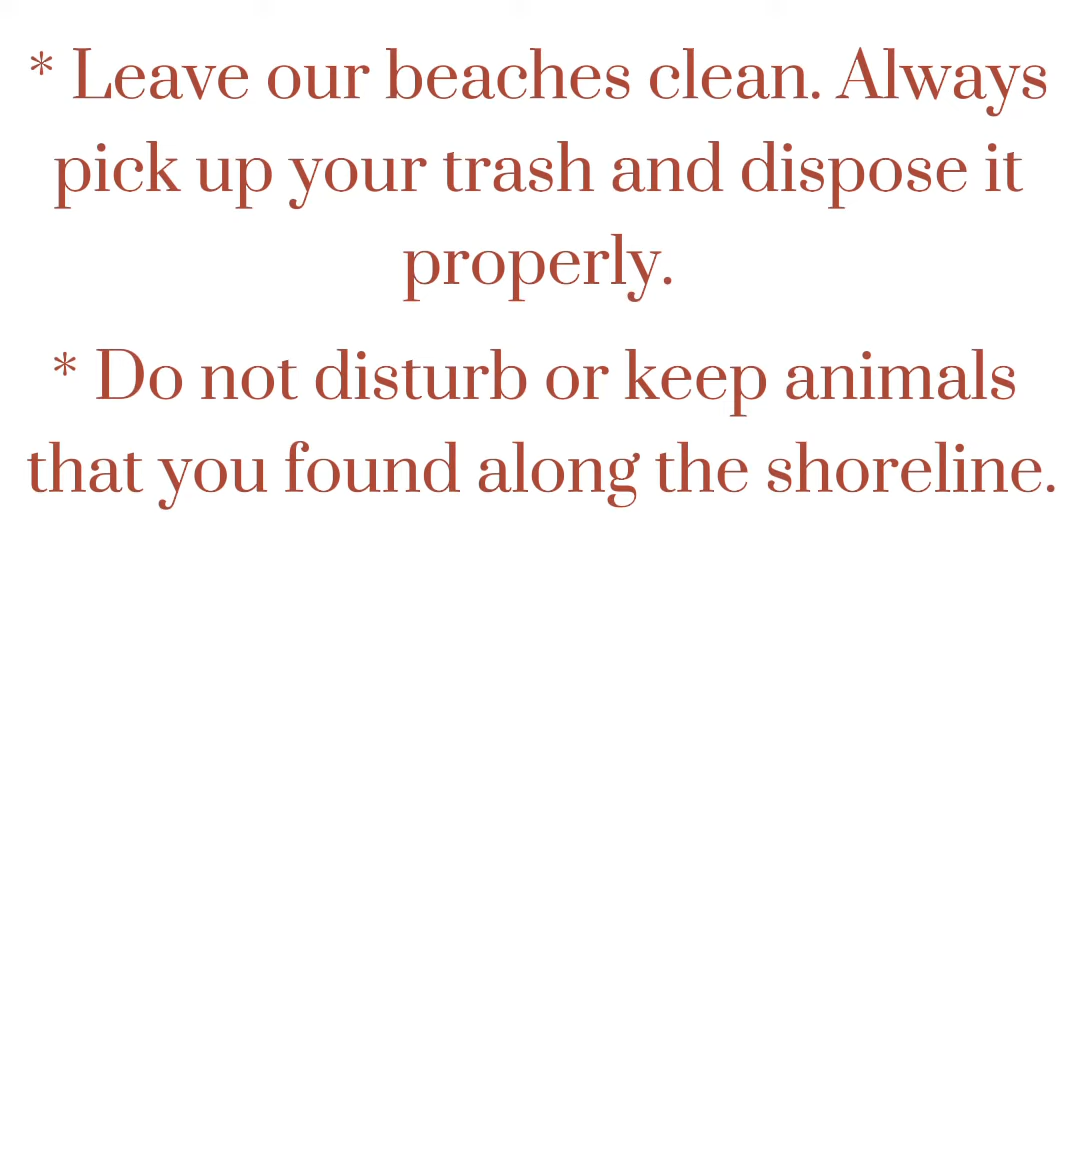 * Leave our beaches clean. Always
pick up your trash and dispose it
properly.
* Do not disturb or keep animals
that you found along the shoreline.